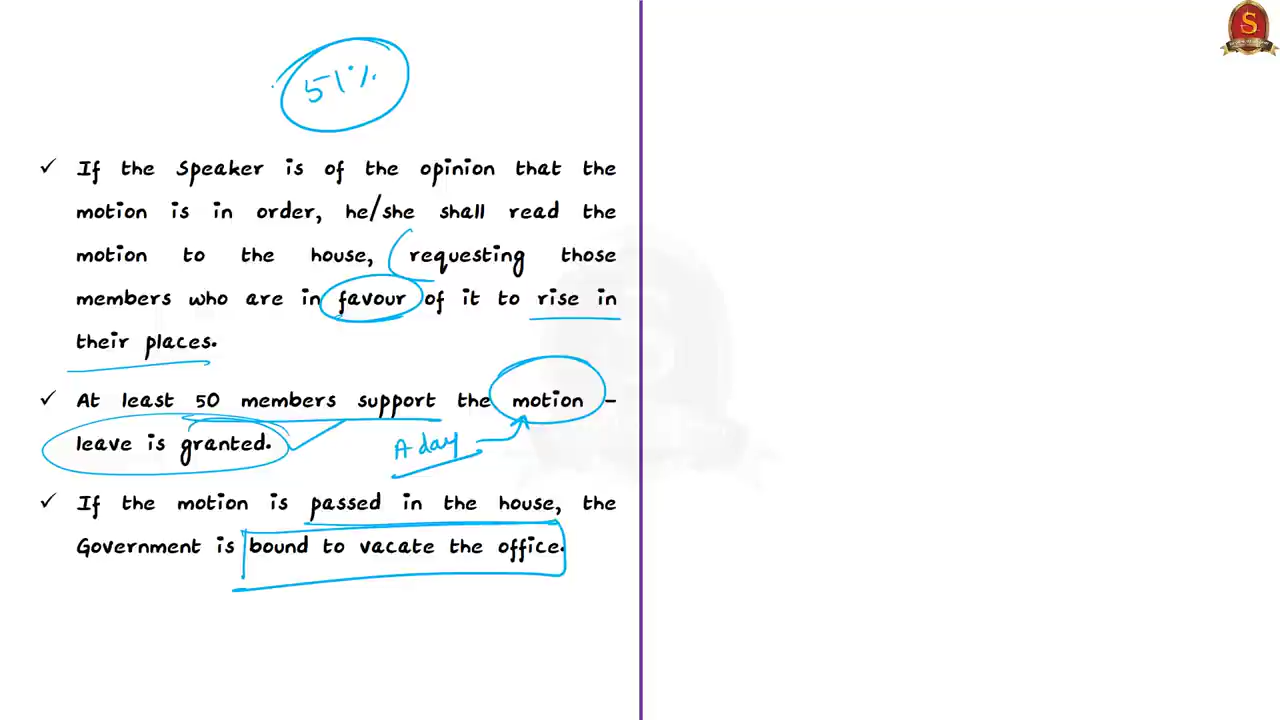 51%
✓ If the Speaker is of the opinion that the
motion is in order, he/she shall read the
motion to the house, requesting those
members who are in favour of it to rise in
their places.
✓ At least 50 members support the motion -
leave is granted.
A day
✓ If the motion is passed in the house, the
Government is bound to vacate the office.
S